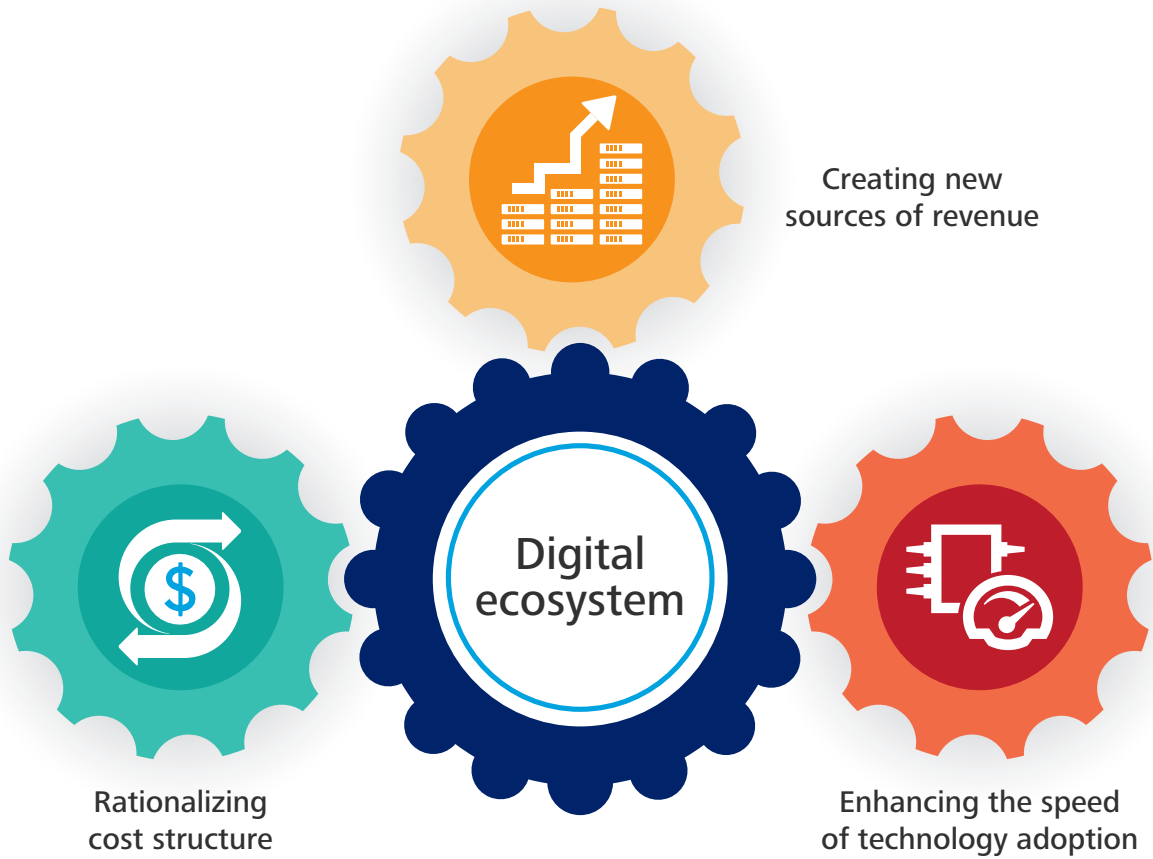 Creating new
sources of revenue
Digital
ecosystem
$
Rationalizing
cost structure
Enhancing the speed
of technology adoption